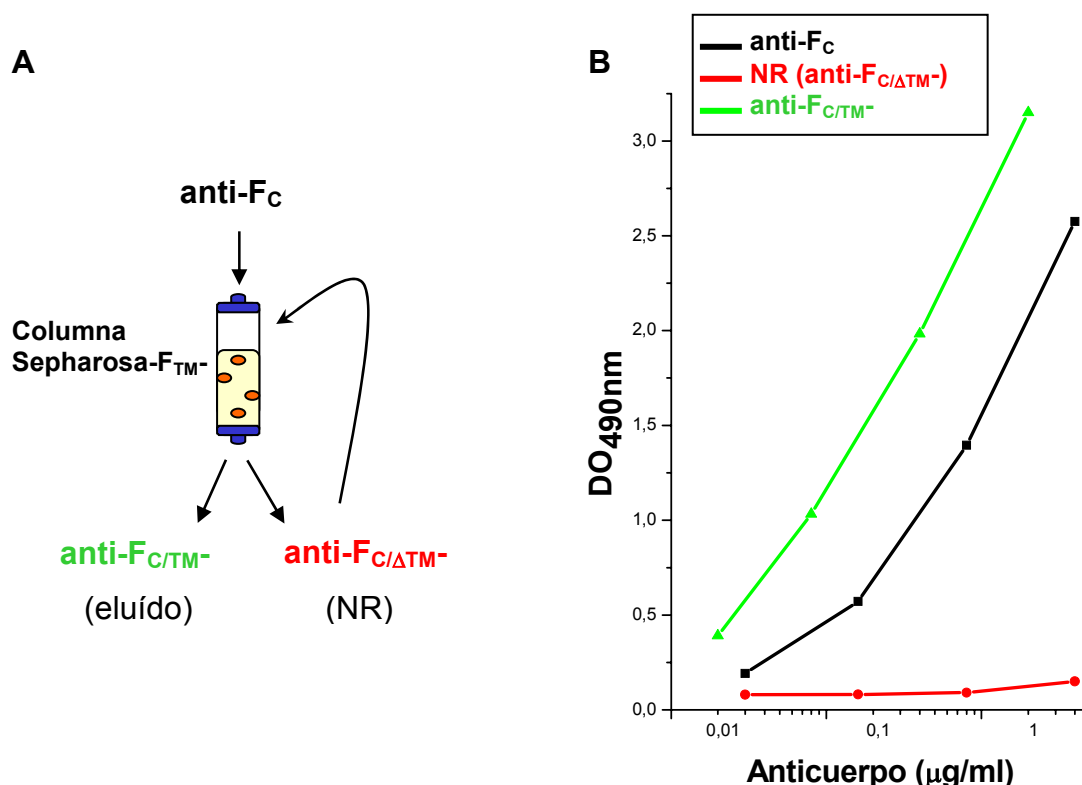 A
anti-FC
Columna
Sepharosa-FTM-
anti-FC/TM-
(eluído)
anti-FC/ΔTM-
(NR)
B
anti-FC
NR (anti-FC/ΔTM-)
anti-FC/TM-
DO490nm
3,0
2,5
2,0
1,5
1,0
0,5
0,0
0,01
0,1
1
Anticuerpo (μg/ml)